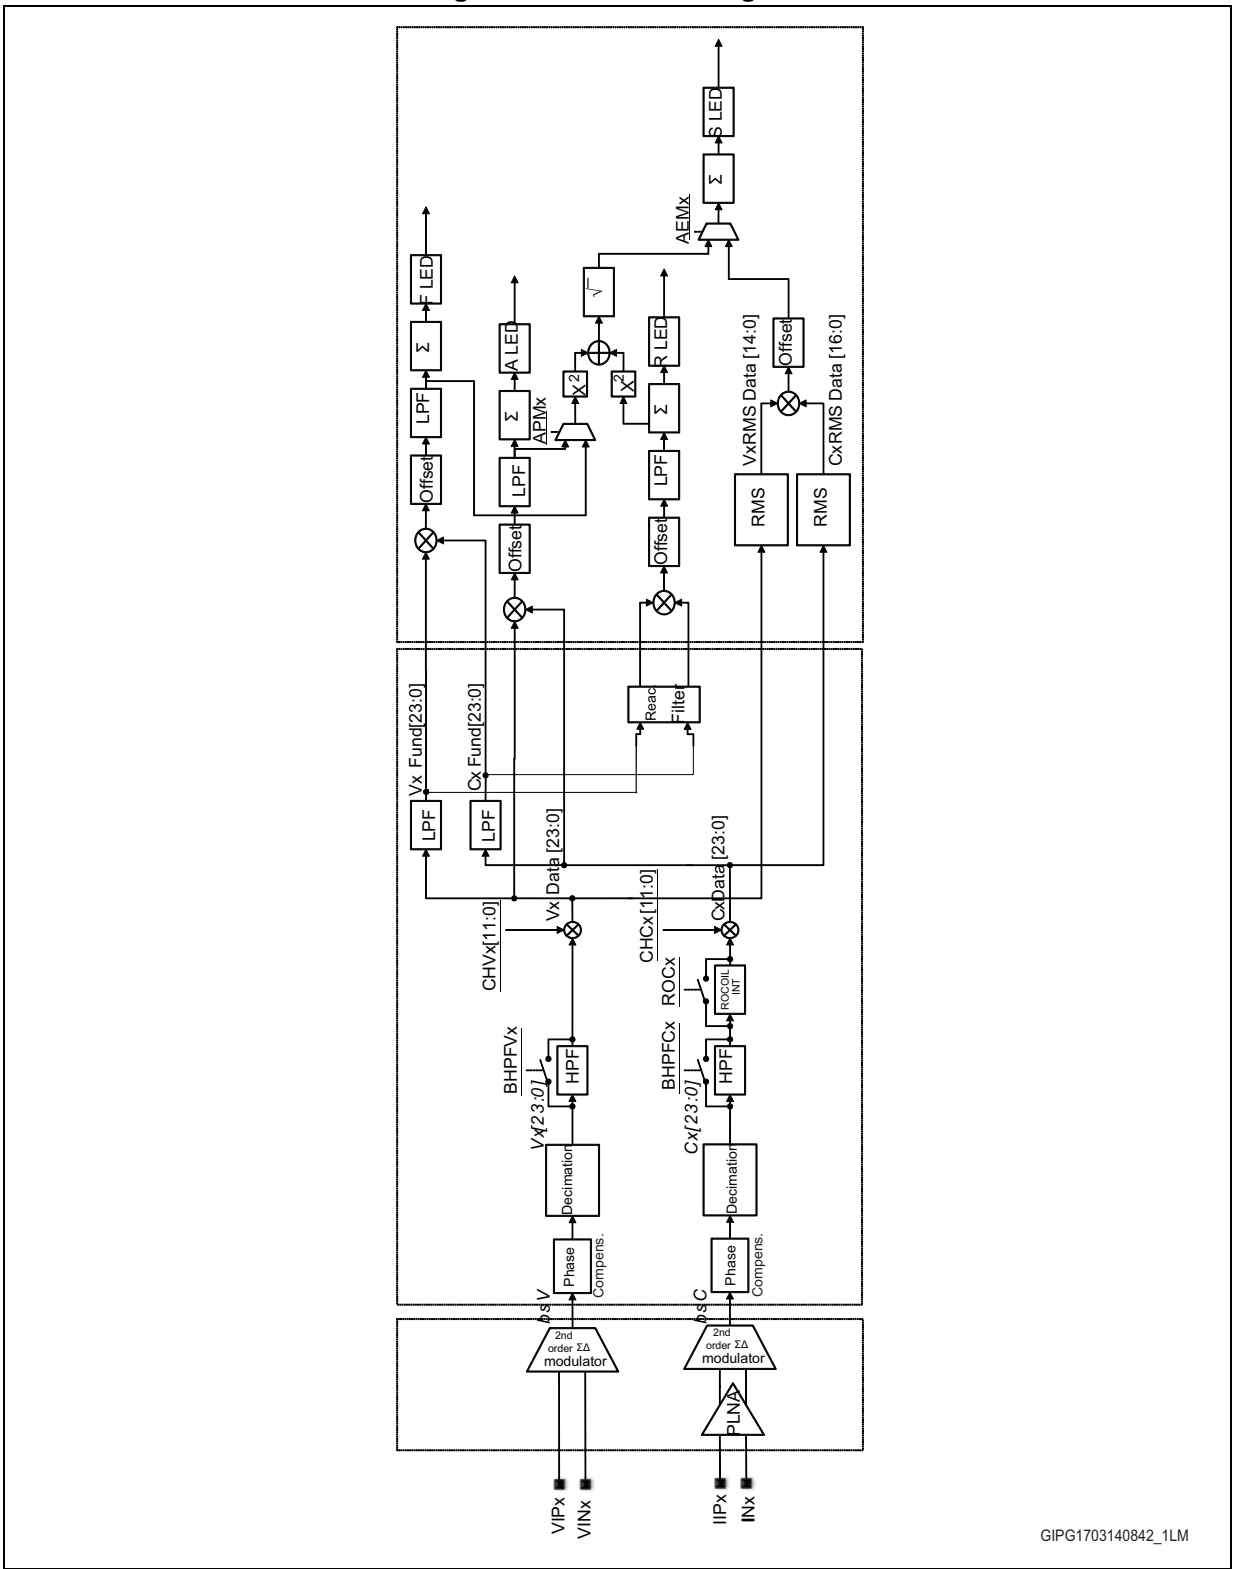 S LED
Σ
AEMx
F LED
Σ
LPF
Offset
√
A LED
Σ
APMx
LPF
Offset
X2
X2
R LED
Σ
LPF
Offset
Offset
VxRMS Data [14:0]
CxRMS Data [16:0]
RMS
RMS
Vx Fund[23:0]
Cx Fund[23:0]
Reac.
Filter
LPF
LPF
Vx Data [23:0]
CxData [23:0]
CHVx[11:0]
CHCx[11:0]
ROCx
ROCOIL
INT
BHPFVx
HPF
Vx[23:0]
BHPFCx
HPF
Cx[23:0]
Decimation
Decimation
Phase
Compens.
Phase
Compens.
bsV
bsC
2nd
order ΣΔ
modulator
2nd
order ΣΔ
modulator
PLNA
VIPx
VINx
IIPx
INx
GIPG1703140842_1LM